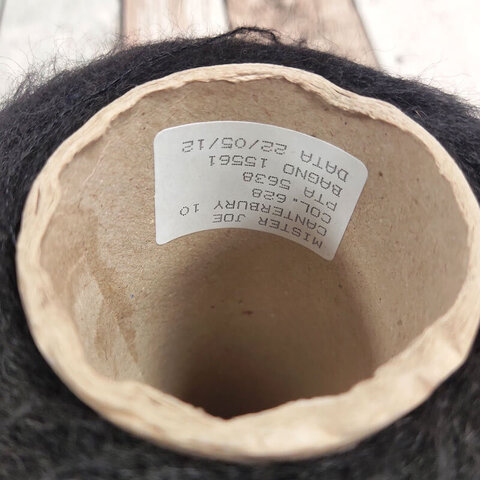 MISTER JOE
CANTERBURY 10
COL. 628
PTA 5638
BAGNO 15561
DATA 22/05/12